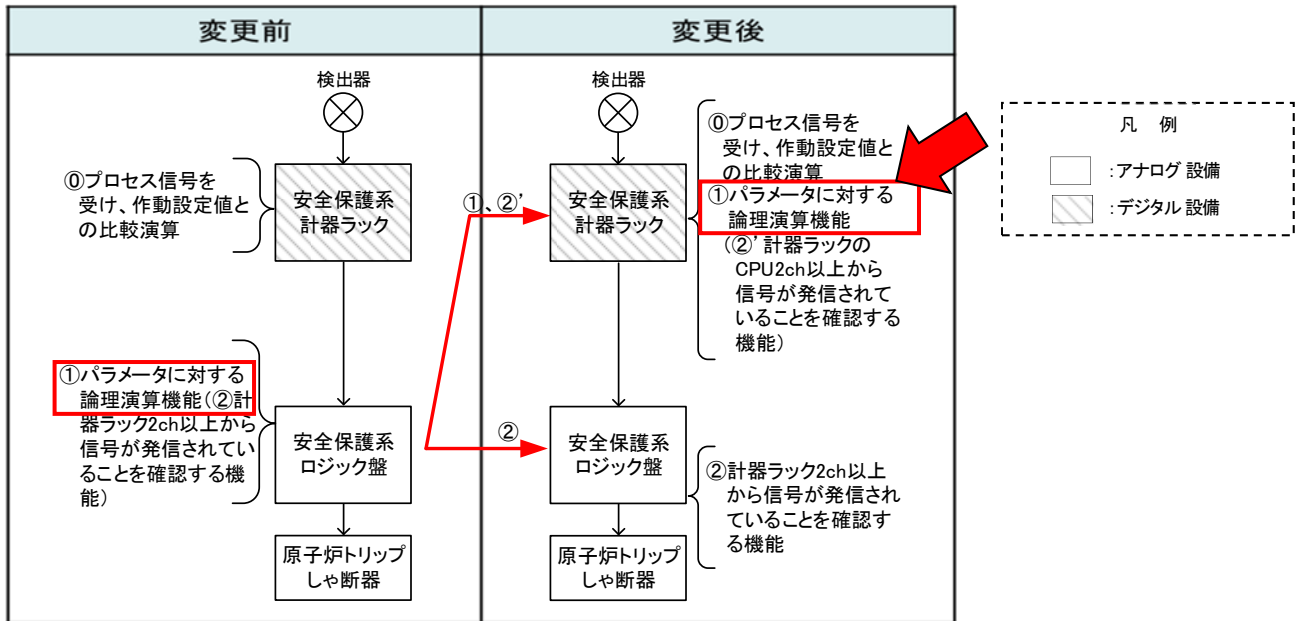 変更前
変更後
検出器
⓪プロセス信号を
受け、作動設定値と
の比較演算
安全保護系
計器ラック
①パラメータに対する
論理演算機能(②計
器ラック2ch以上から
信号が発信されてい
ることを確認する機
能)
安全保護系
ロジック盤
原子炉トリップ
しゃ断器
①、②’
②
検出器
安全保護系
計器ラック
⓪プロセス信号を
受け、作動設定値と
の比較演算
①パラメータに対する
論理演算機能
(②’計器ラックの
CPU2ch以上から
信号が発信されて
いることを確認する
機能)
安全保護系
ロジック盤
②計器ラック2ch以上
から信号が発信され
ていることを確認す
る機能
原子炉トリップ
しゃ断器
凡 例
:アナログ設備
:デジタル設備